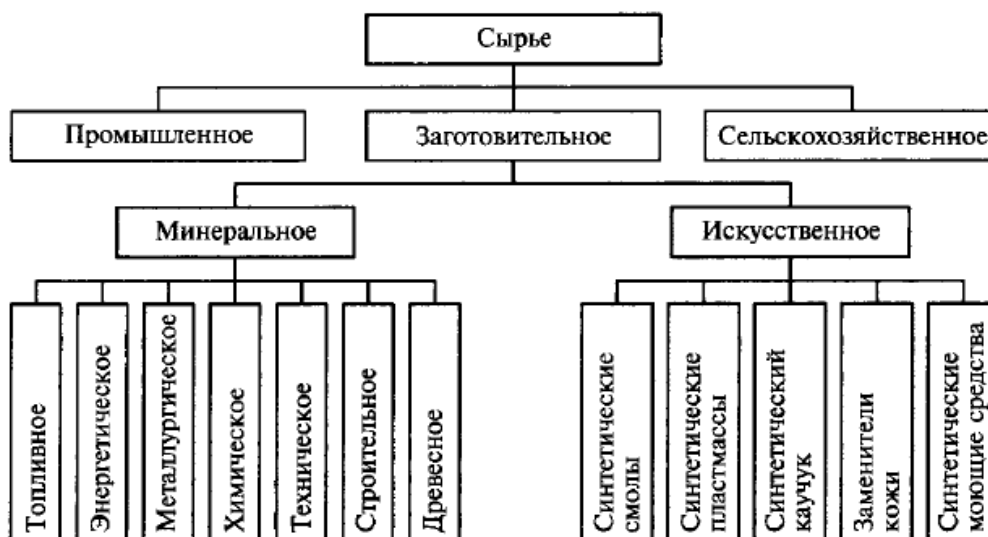 Сырье
Промышленное
Заготовительное
Сельскохозяйственное
Минеральное
Искусственное
Топливное
Энергетическое
Металлургическое
Химическое
Техническое
Строительное
Древесное
Синтетические
смолы
Синтетические
пластмассы
Синтетический
каучук
Заменители
кожи
Синтетические
моющие средства